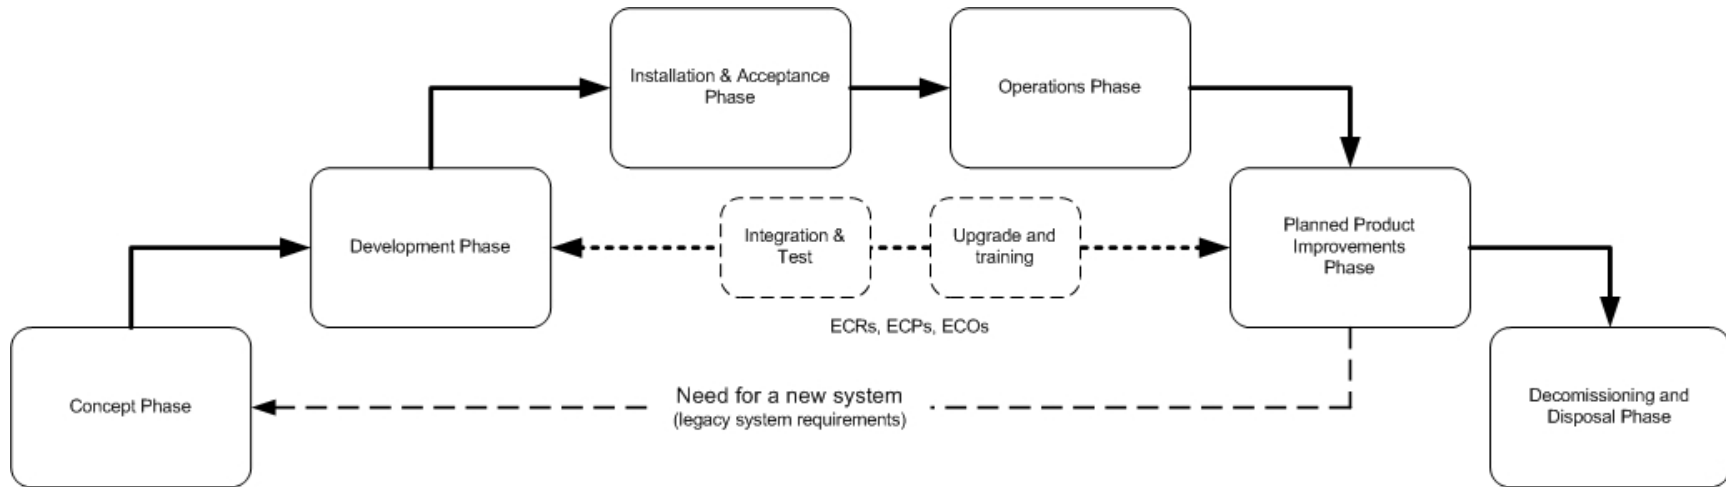 Installation & Acceptance
Phase
Operations Phase
Development Phase
Integration &
Test
Upgrade and
training
Planned Product
Improvements
Phase
ECRs, ECPs, ECOs
Concept Phase
Need for a new system
(legacy system requirements)
Decomissioning and
Disposal Phase